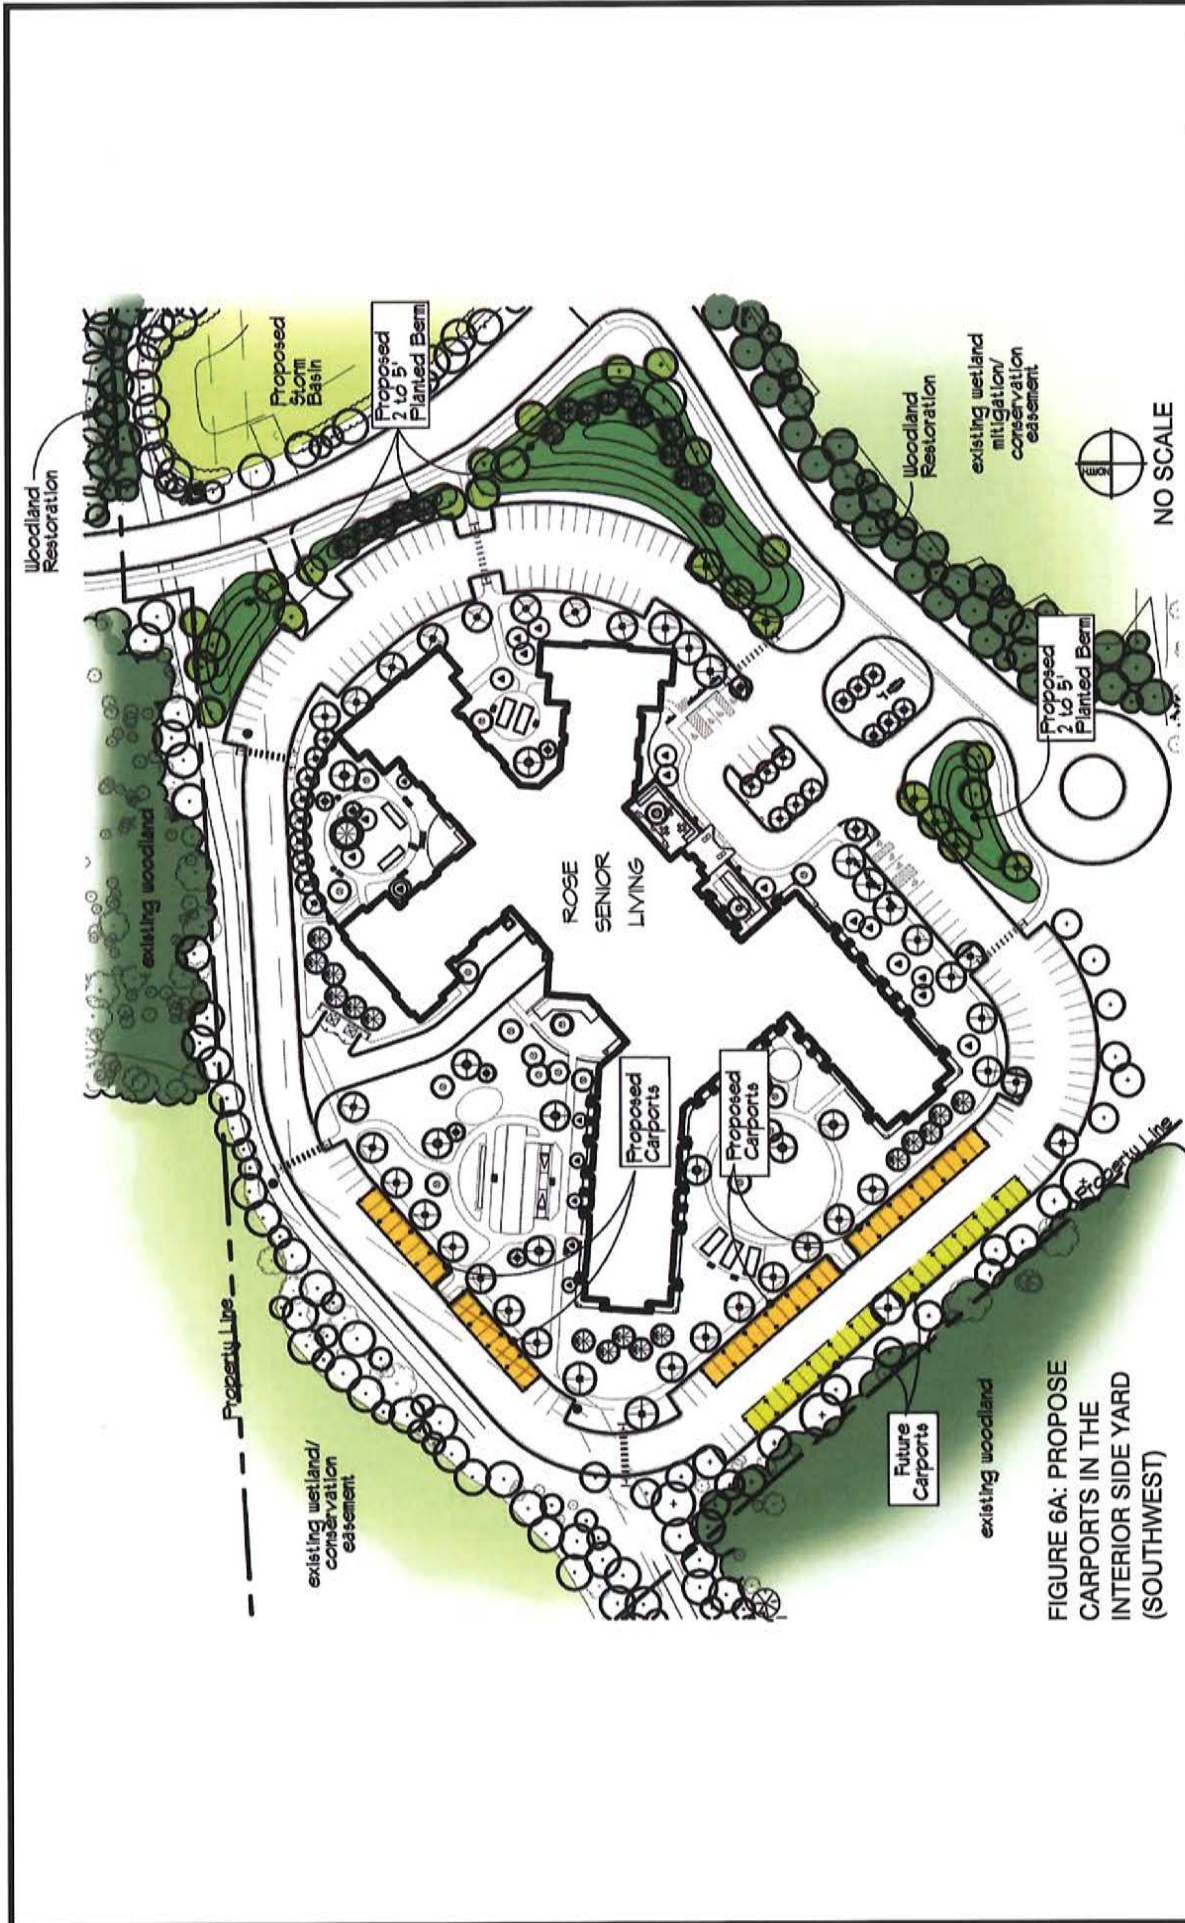 Woodland
Restoration
Proposed
Storm
Basin
Proposed
2 to 5'
Planted Berm
existing woodland
Woodland
Restoration
existing wetland
mitigation/
conservation
easement
NORTH
NO SCALE
Proposed
2 to 5'
Planted Berm
ROSE
SENIOR
LIVING
Proposed
Carports
Proposed
Carports
Property Line
Property Line
existing wetland/
conservation
easement
Future
Carports
existing woodland
FIGURE 6A: PROPOSE
CARPORTS IN THE
INTERIOR SIDE YARD
(SOUTHWEST)